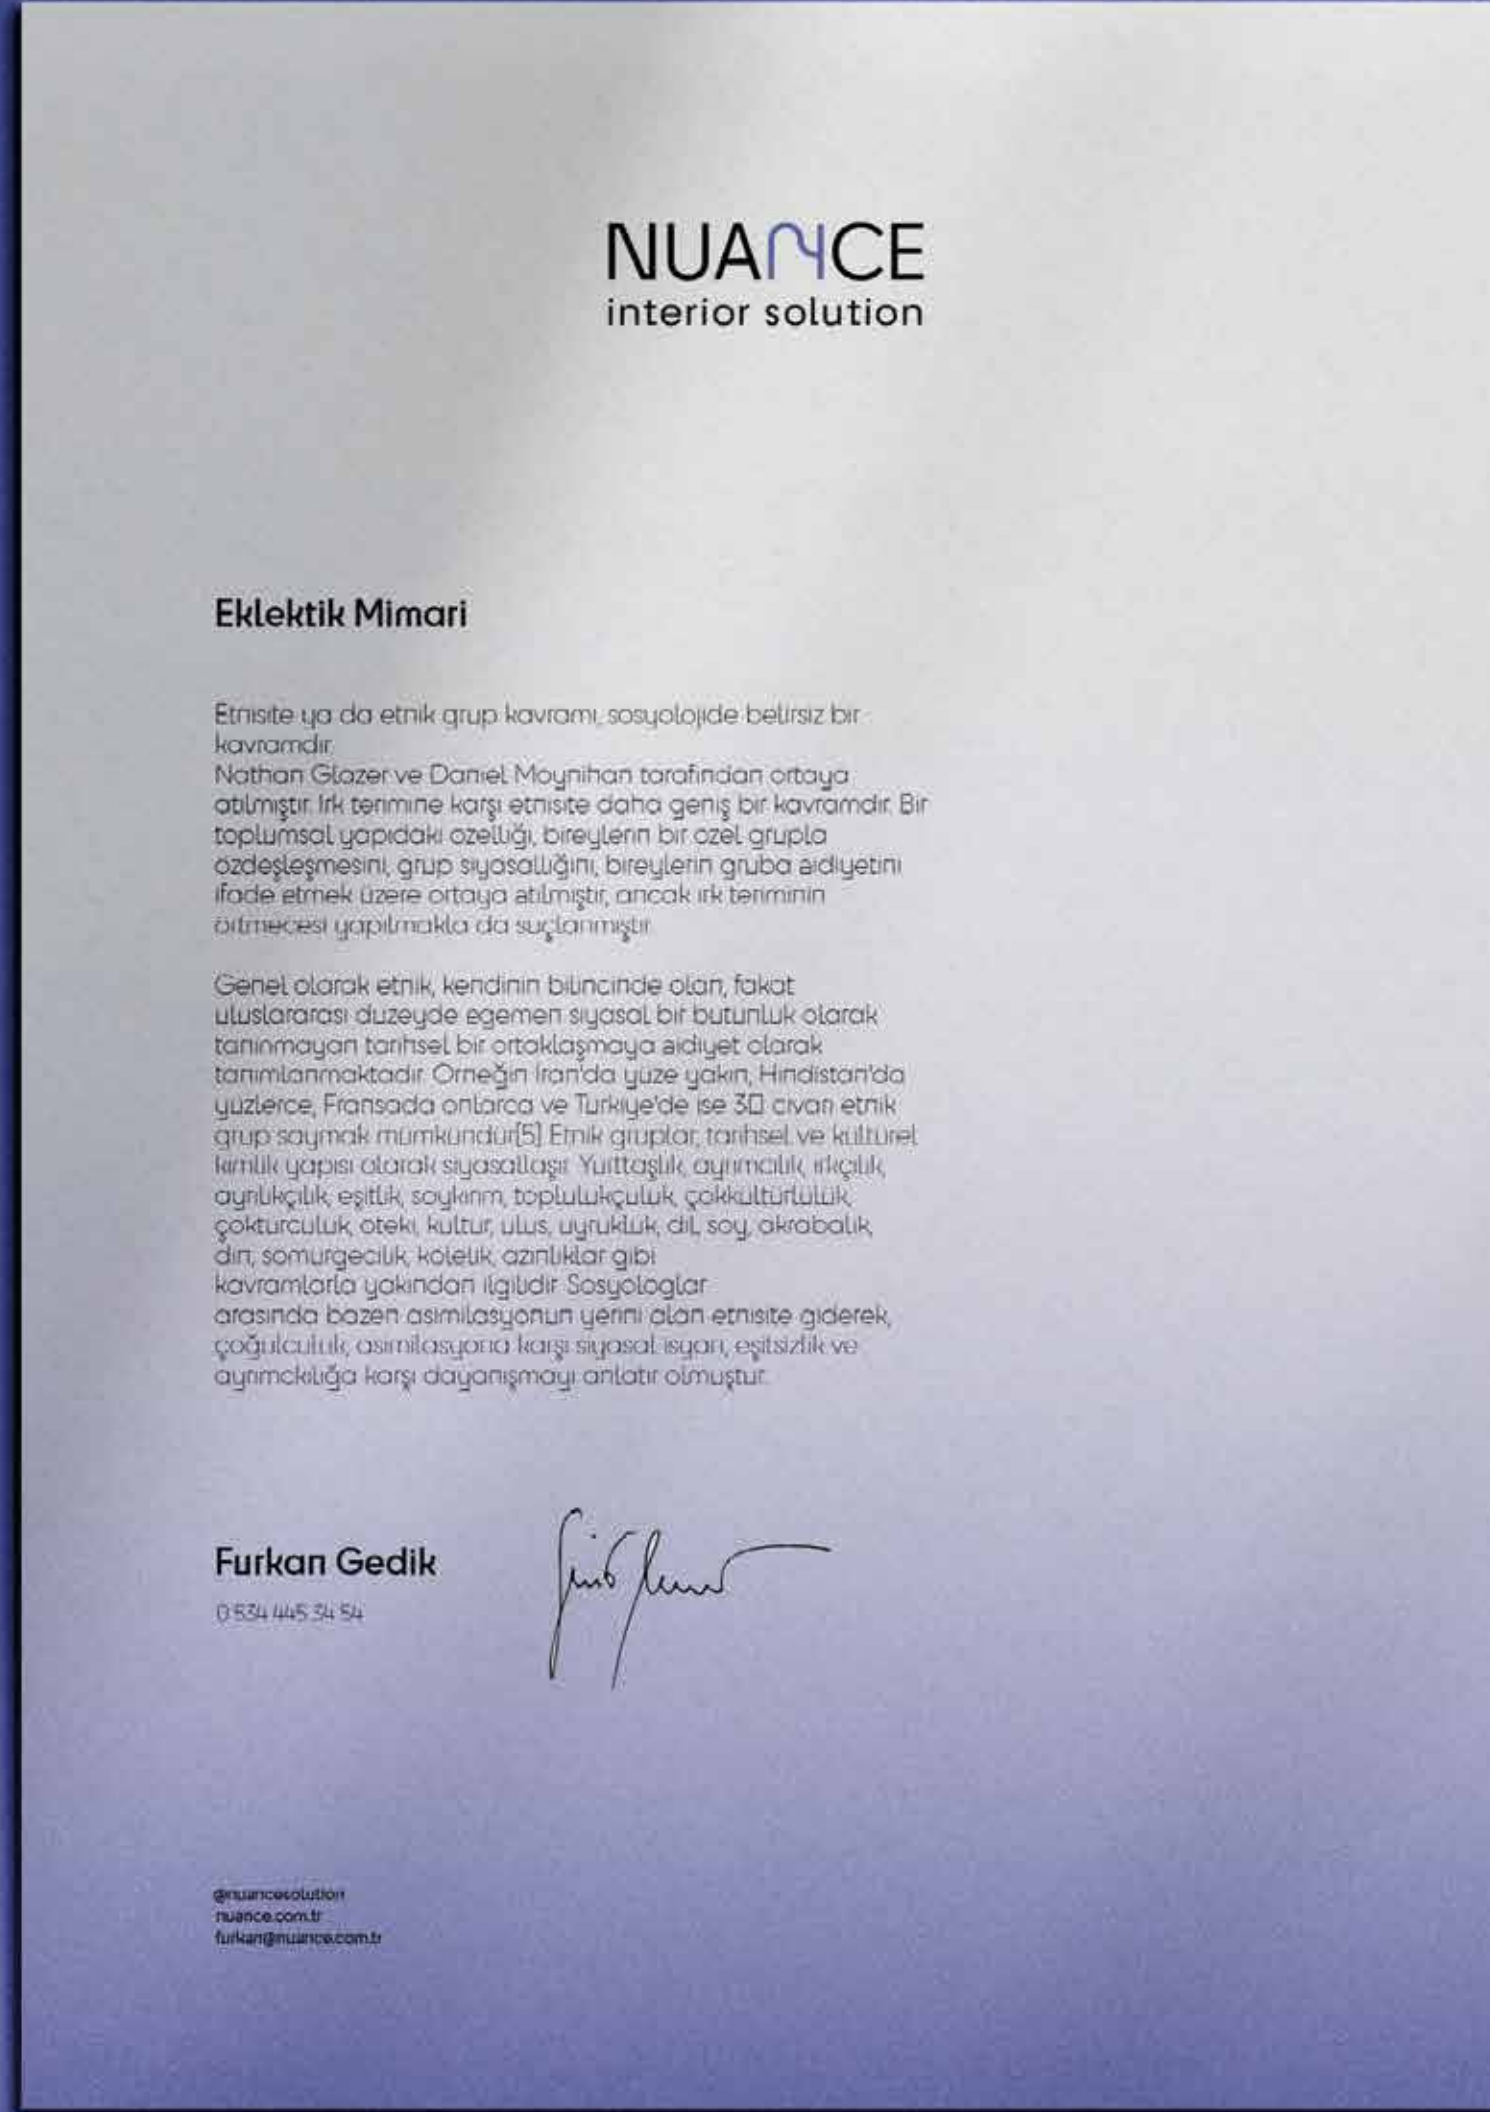 NUANCE
interior solution
Eklektik Mimari
Etnisite ya da etnik grup kavramı, sosyolojide belirsiz bir
kavramdır.
Nathan Glazer ve Daniel Moynihan tarafından ortaya
atılmıştır. Irk terimine karşı etnisite daha geniş bir kavramdır. Bir
toplumsal yapıdaki özelliği, bireylerin bir özel grupla
özdeşleşmesini, grup siyasallığını, bireylerin gruba aidiyetini
ifade etmek üzere ortaya atılmıştır, ancak ırk teriminin
örtmecesi yapılmakla da suçlanmıştır.
Genel olarak etnik, kendinin bilincinde olan, fakat
uluslararası düzeyde egemen siyasal bir bütünlük olarak
tanınmayan tarihsel bir ortaklaşmaya aidiyet olarak
tanımlanmaktadır. Örneğin İran'da yüze yakın, Hindistan'da
yüzlerce, Fransada onlarca ve Türkiye'de ise 30 civarı etnik
grup saymak mümkündür[5] Etnik gruplar, tarihsel ve kültürel
kimlik yapısı olarak siyasallaşır. Yurttaşlık, ayrımcılık, ırkçılık,
ayrılıkçılık, eşitlik, soykırım, toplulukçuluk, çokkültürlülük,
çoktürcülük, öteki, kültür, ulus, uyrukluk, dil, soy, akrabalık,
din, sömürgecilik, kölelik, azınlıklar gibi
kavramlarla yakından ilgilidir. Sosyologlar
arasında bazen asimilasyonun yerini alan etnisite giderek,
çoğulculuk, asimilasyona karşı siyasal isyan, eşitsizlik ve
ayrımcılılığa karşı dayanışmayı anlatır olmuştur.
Furkan Gedik
0 534 445 34 54
@nuancesolution
nuance.com.tr
furkan@nuance.com.tr